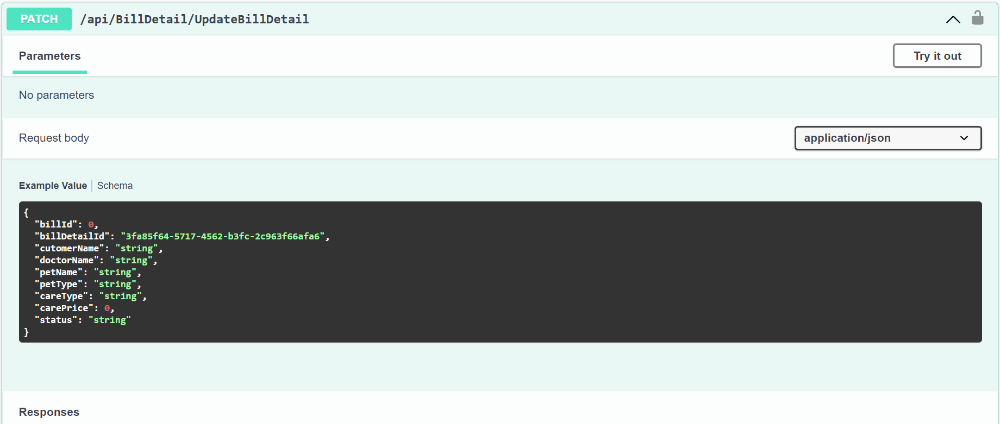 PATCH /api/BillDetail/UpdateBillDetail
Parameters
Try it out
No parameters
Request body
application/json
Example Value | Schema
{
  "billId": 0,
  "billDetailId": "3fa85f64-5717-4562-b3fc-2c963f66afa6",
  "cutomerName": "string",
  "doctorName": "string",
  "petName": "string",
  "petType": "string",
  "careType": "string",
  "carePrice": 0,
  "status": "string"
}
Responses